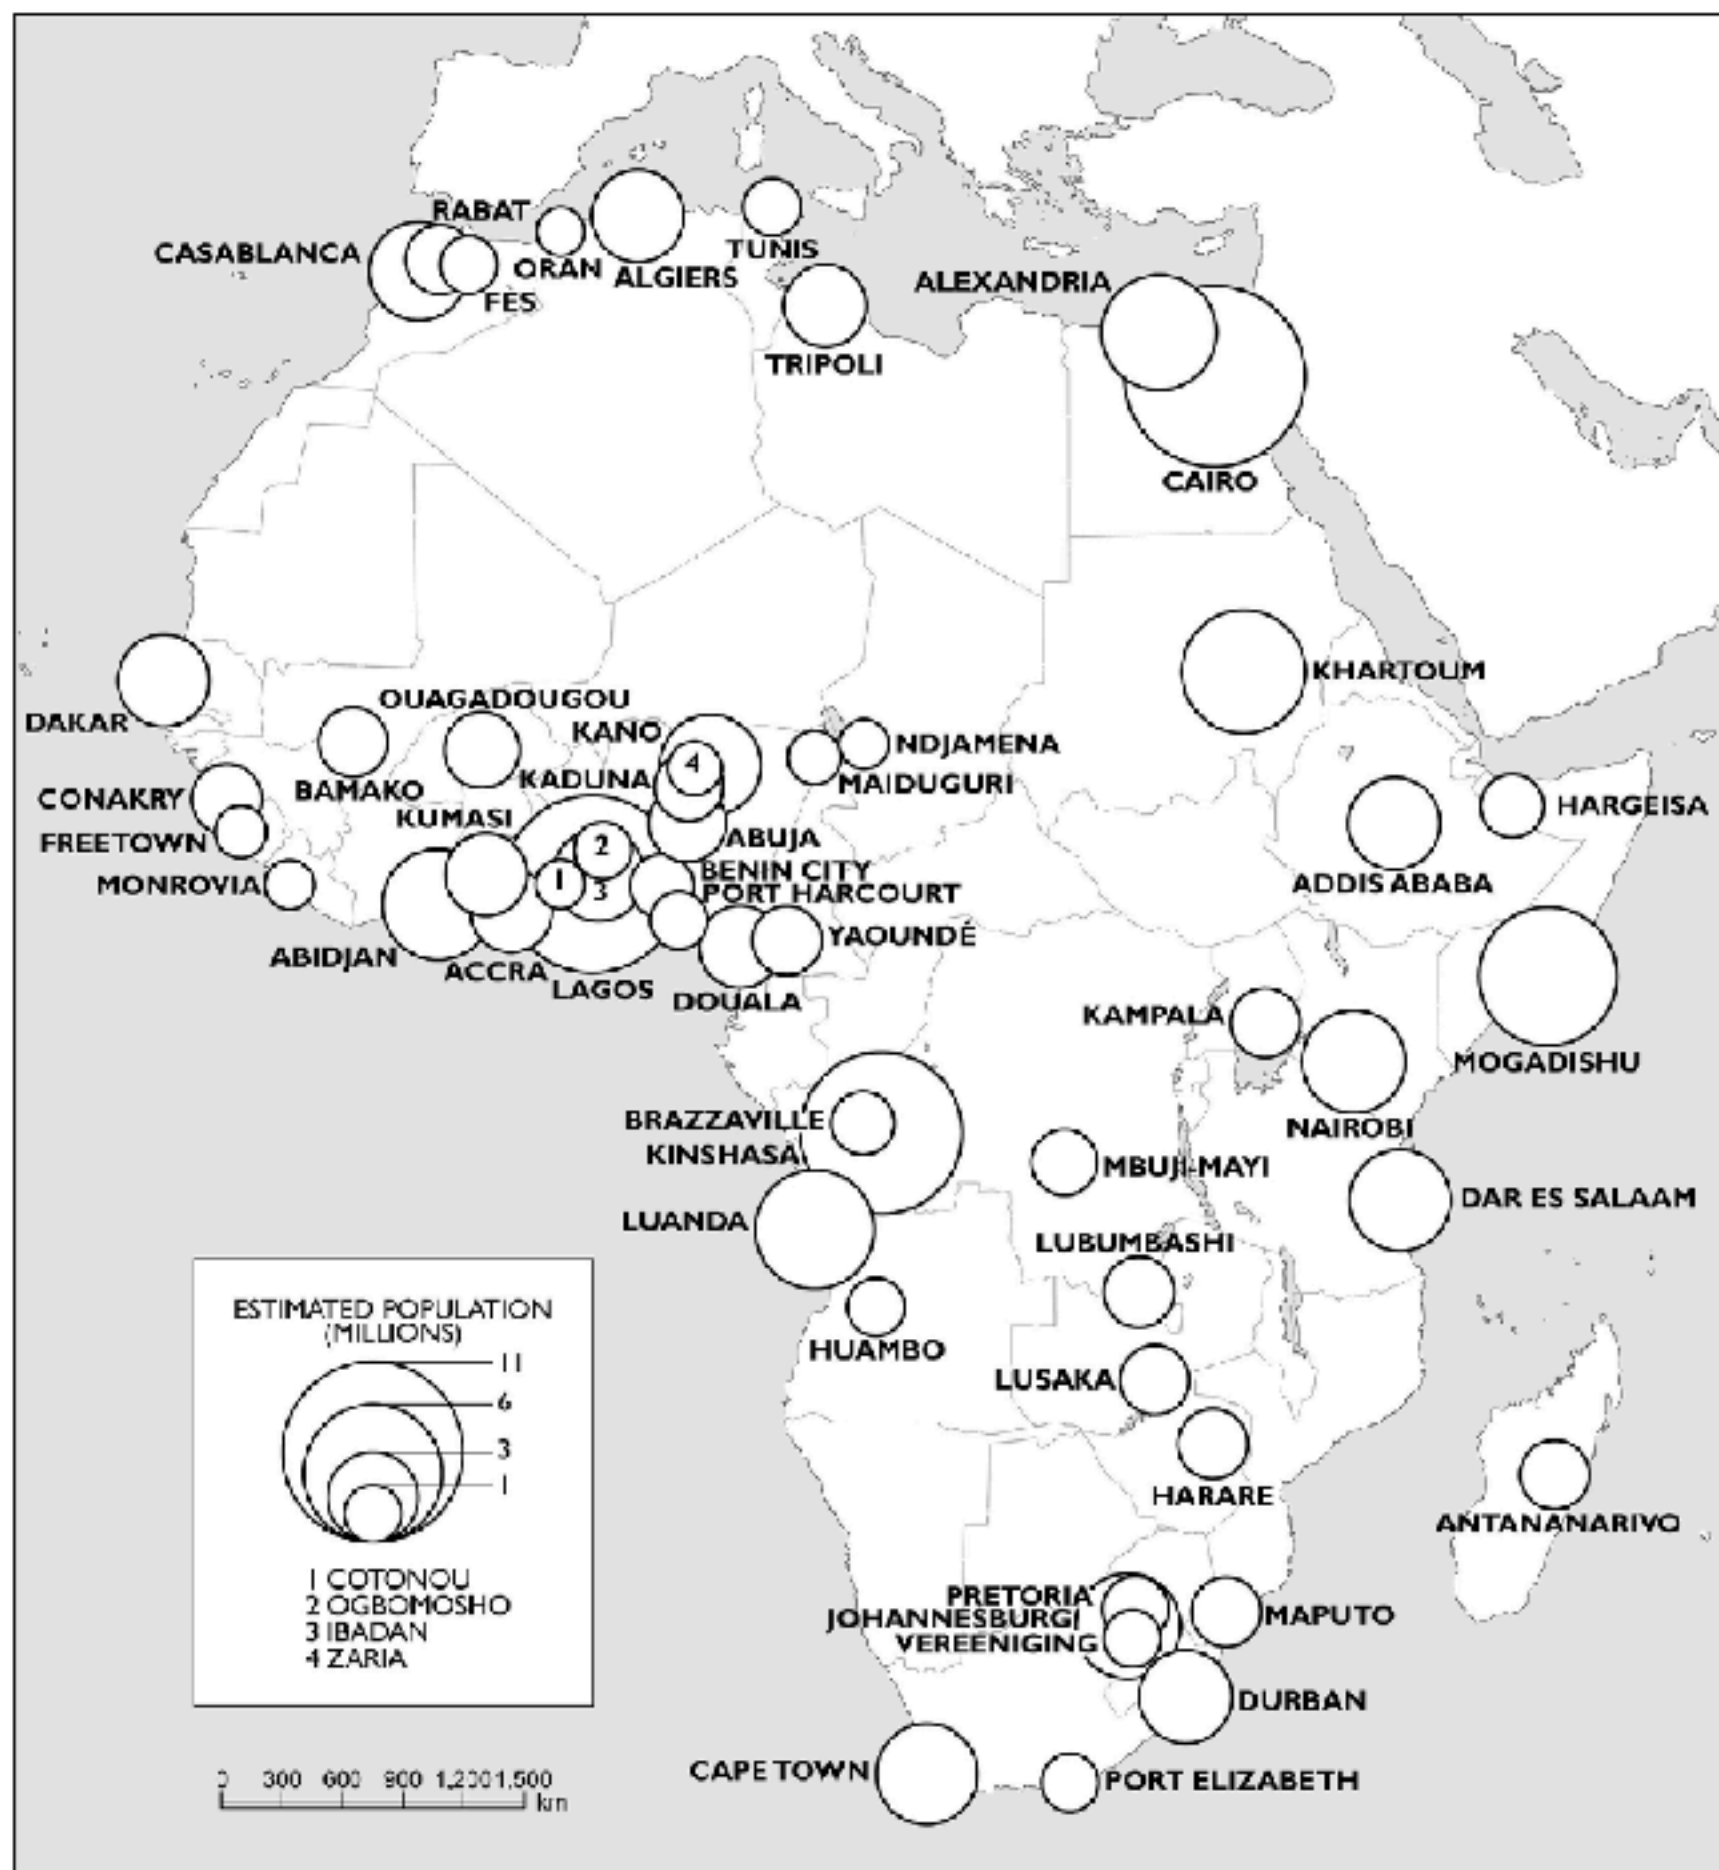 RABAT
CASABLANCA
ORAN
FES
ALGIERS
TUNIS
TRIPOLI
ALEXANDRIA
CAIRO
KHARTOUM
DAKAR
OUAGADOUGOU
KANO
NDJAMENA
4
BAMAKO
KADUNA
MAIDUGURI
CONAKRY
KUMASI
HARGEISA
FREETOWN
ABUJA
2
MONROVIA
1
3
BENIN CITY
PORT HARCOURT
ADDIS ABABA
YAOUNDÉ
ABIDJAN
ACCRA
LAGOS
DOUALA
KAMPALA
MOGADISHU
NAIROBI
BRAZZAVILLE
KINSHASA
MBUJI-MAYI
DAR ES SALAAM
LUANDA
LUBUMBASHI
HUAMBO
LUSAKA
HARARE
ANTANANARIVO
PRETORIA
JOHANNESBURG/
VEREENIGING
MAPUTO
DURBAN
CAPE TOWN
PORT ELIZABETH
ESTIMATED POPULATION
(MILLIONS)
11
6
3
1
1 COTONOU
2 OGBOMOSHO
3 IBADAN
4 ZARIA
0 300 600 900 1,200 1,500
km